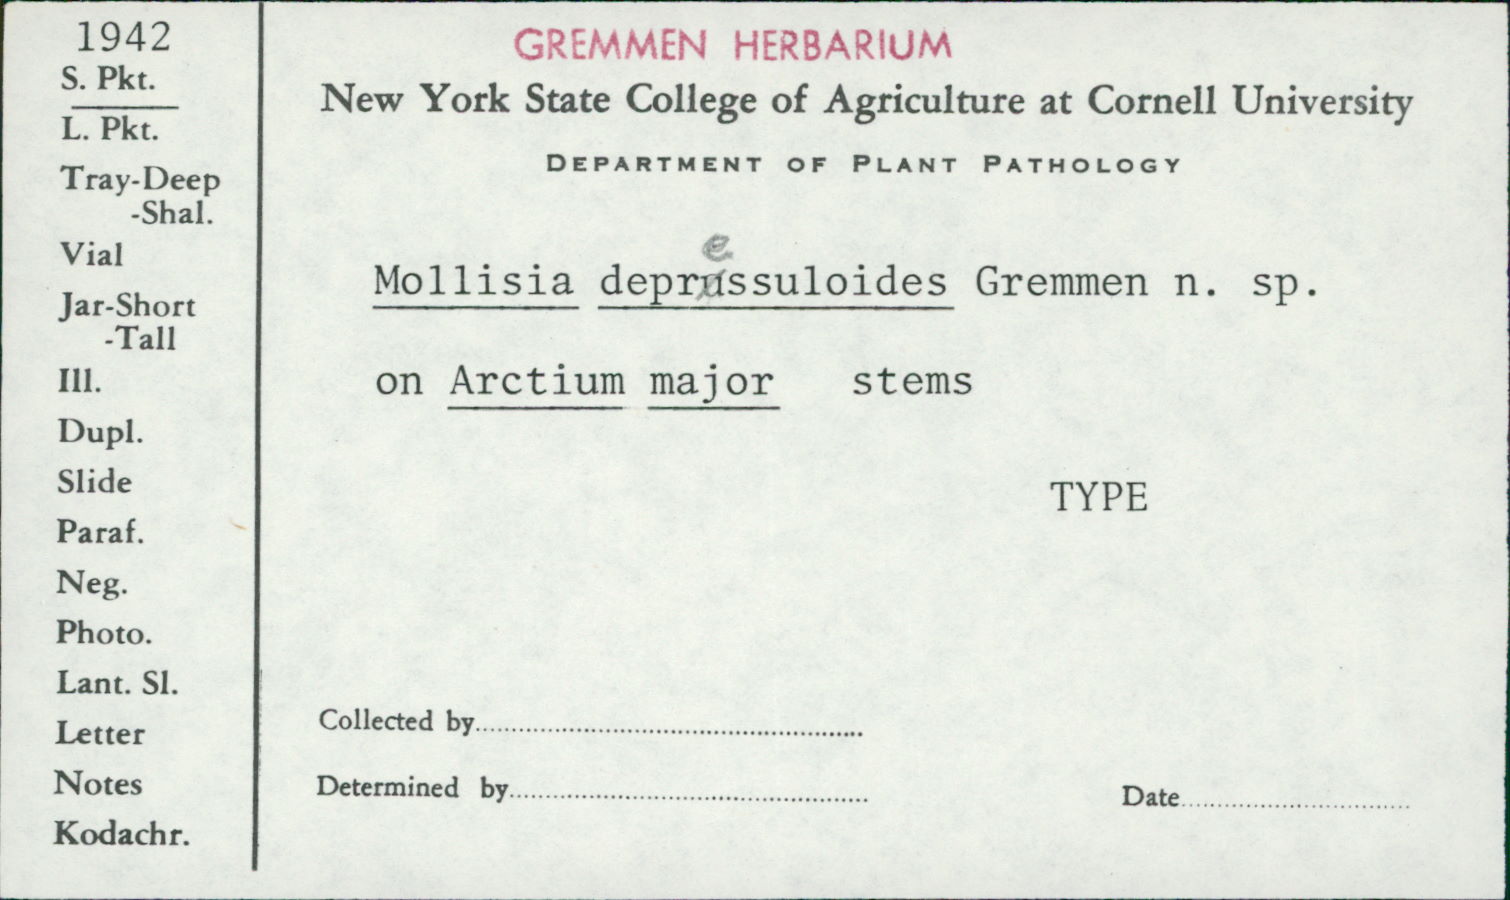 1942
S. Pkt.
L. Pkt.
Tray-Deep
-Shal.
Vial
Jar-Short
-Tall
Ill.
Dupl.
Slide
Paraf.
Neg.
Photo.
Lant. Sl.
Letter
Notes
Kodachr.
GREMMEN HERBARIUM
New York State College of Agriculture at Cornell University
DEPARTMENT OF PLANT PATHOLOGY
Mollisia depressuloides Gremmen n. sp.
on Arctium major stems
TYPE
Collected by
Determined by
Date